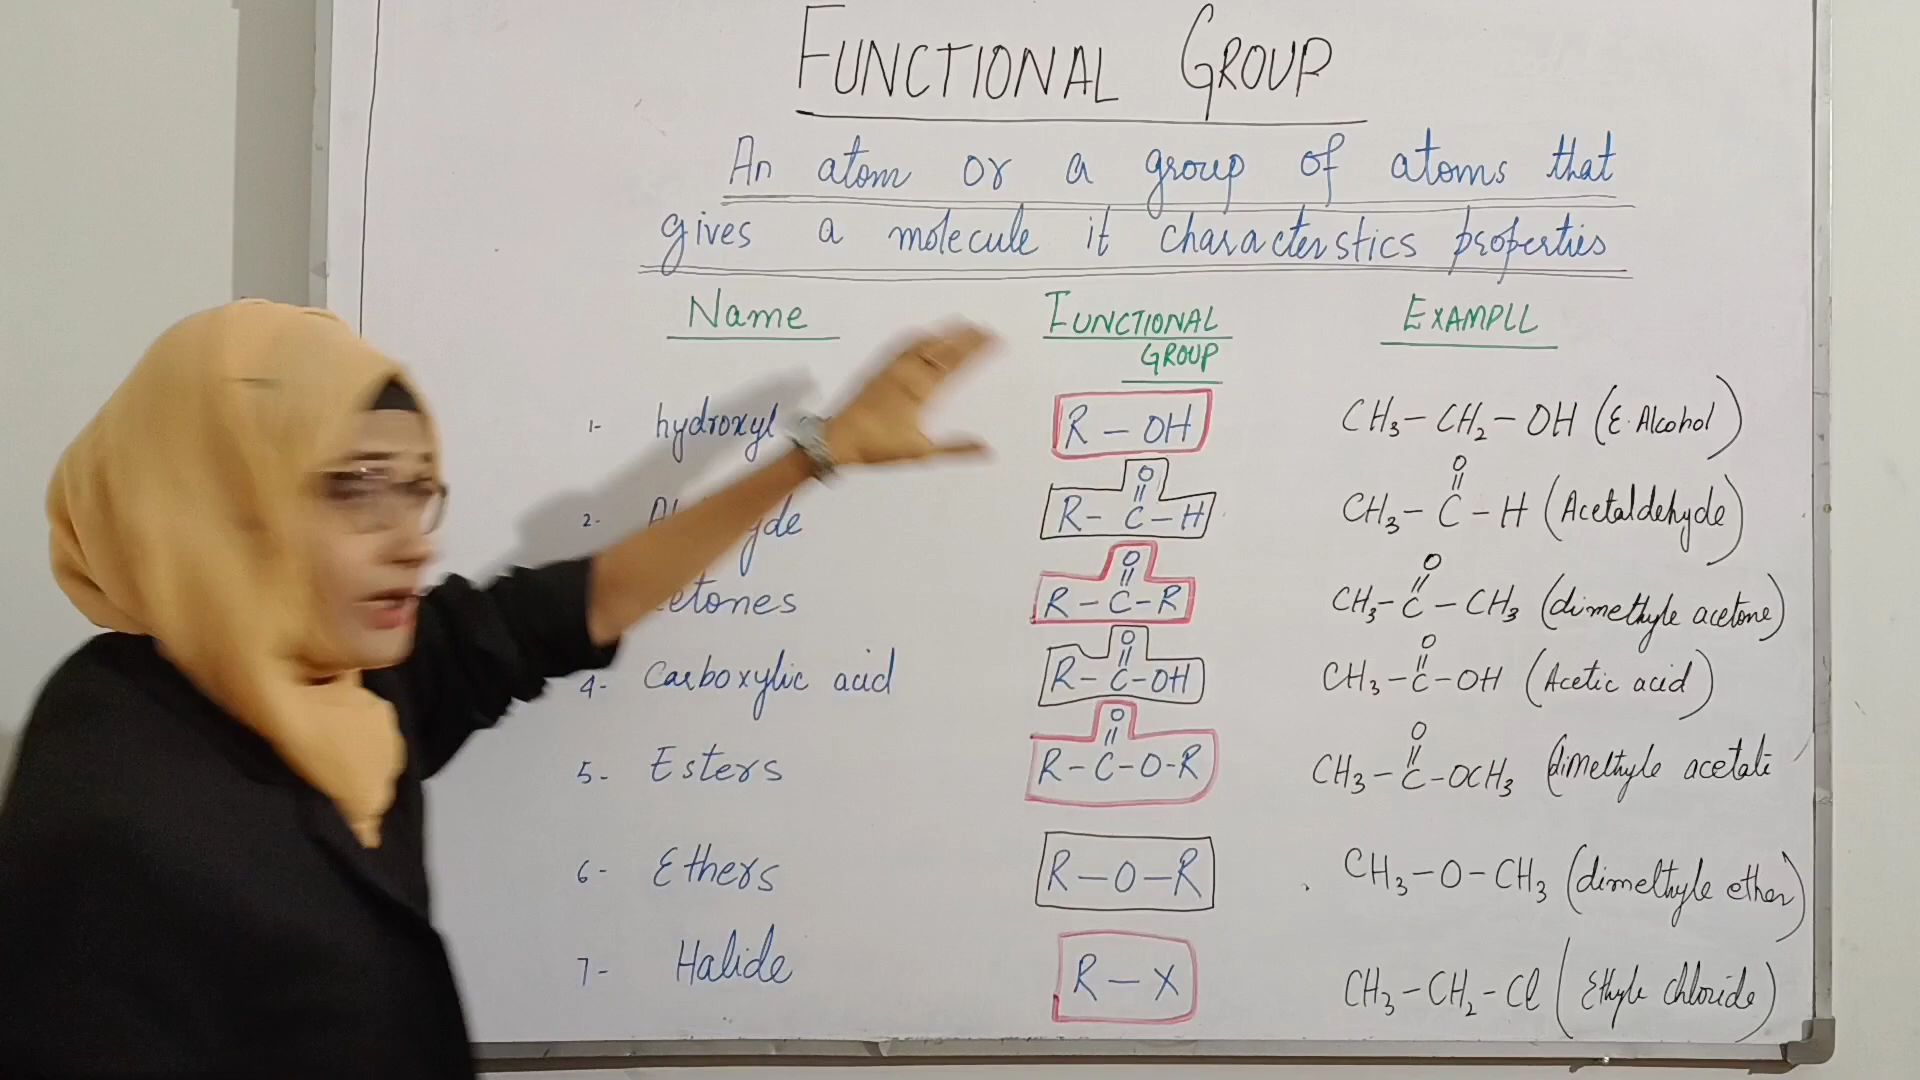 FUNCTIONAL GROUP
An atom or a group of atoms that
gives a molecule it characterstics properties
Name FUNCTIONAL GROUP EXAMPLE
1- hydroxyl R – OH CH3 – CH2 – OH (E. Alcohol)
2- R – C – H CH3 – C – H (Acetaldehyde)
O O
R – C – R CH3 – C – CH3 (dimethyle acetone)
O O
4- Carboxylic acid R – C – OH CH3 – C – OH (Acetic acid)
O O
5- Esters R – C – O – R CH3 – C – OCH3 (dimethyle acetate
O O
6- Ethers R – O – R CH3 – O – CH3 (dimethyle ether)
7- Halide R – X CH3 – CH2 – Cl (Ethyle chloride)